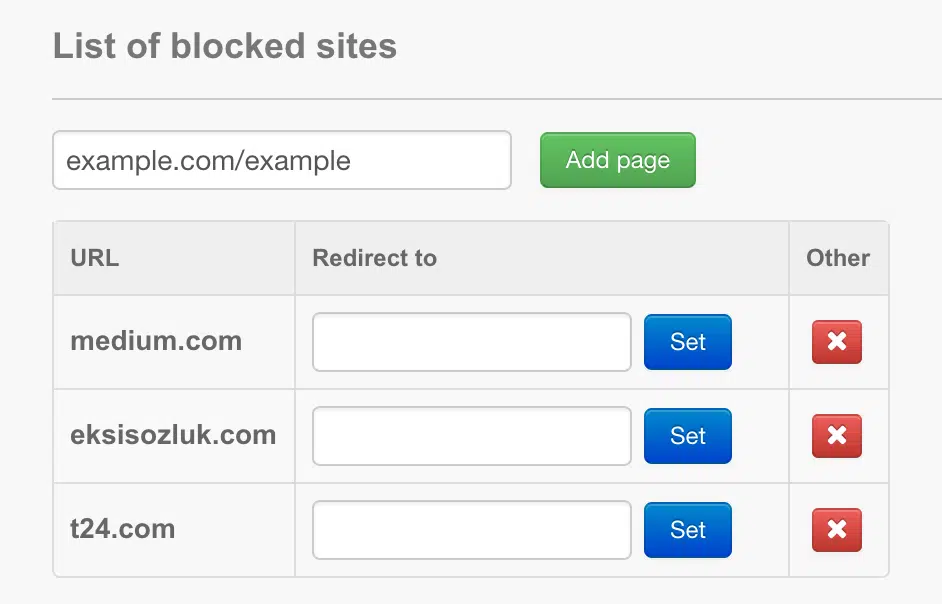 List of blocked sites
example.com/example Add page
URL Redirect to Other
medium.com Set
eksisozluk.com Set
t24.com Set